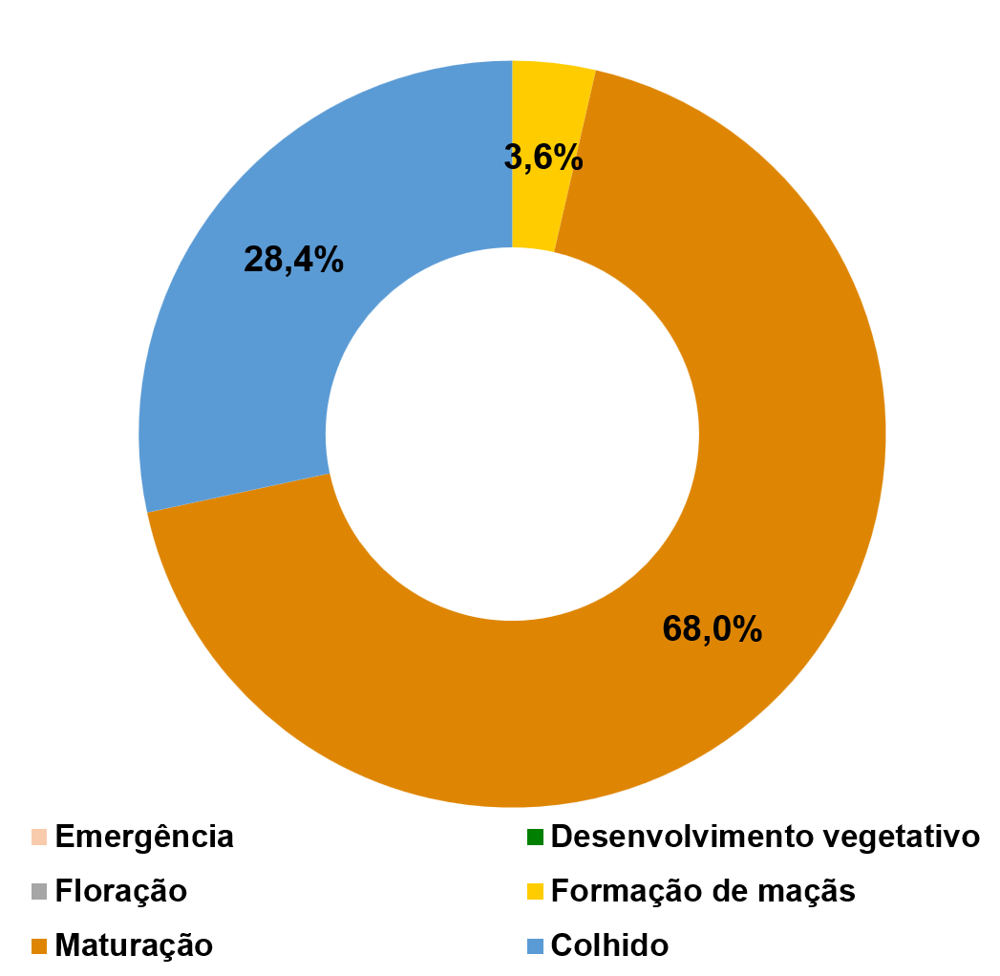 3,6%
28,4%
68,0%
Emergência
Desenvolvimento vegetativo
Floração
Formação de maçãs
Maturação
Colhido